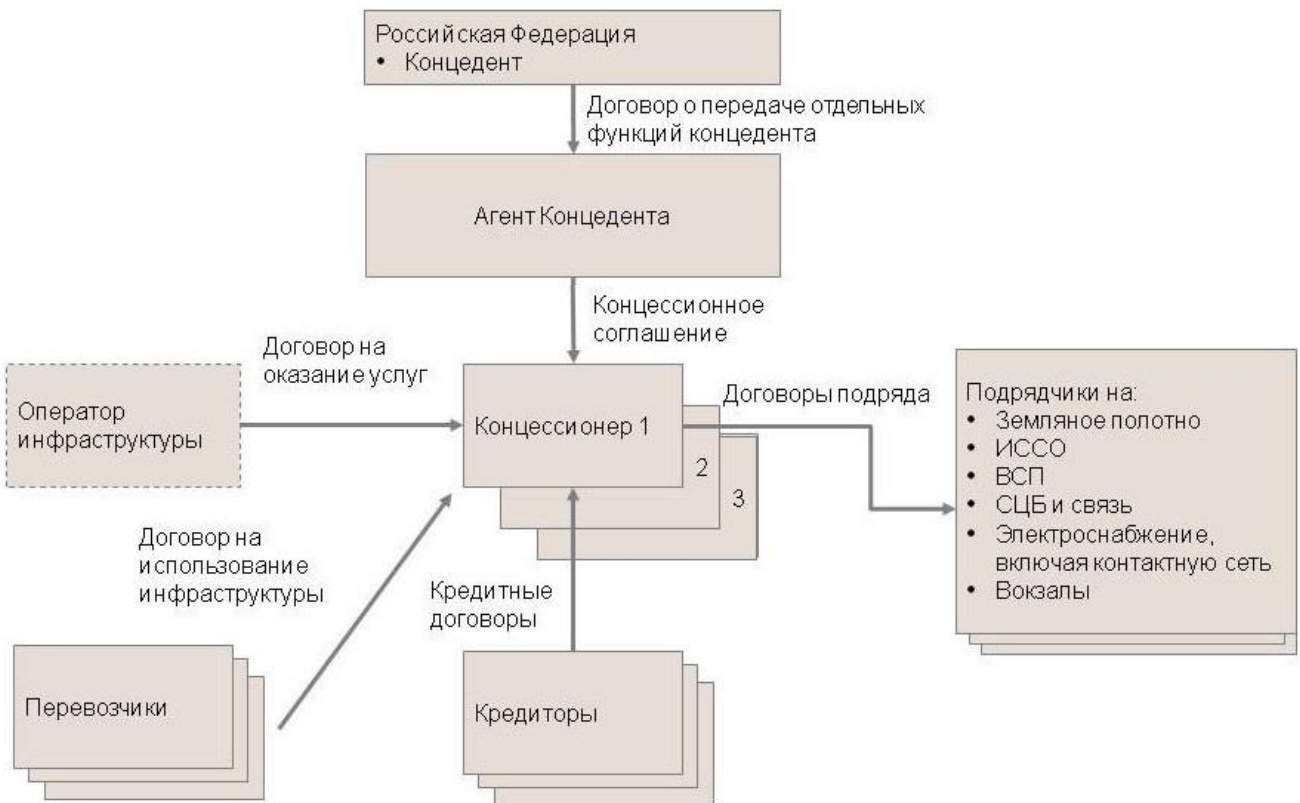 Российская Федерация
• Концедент
Договор о передаче отдельных
функций концедента
Агент Концедента
Концессионное
соглашение
Договор на
оказание услуг
Оператор
инфраструктуры
Концессионер 1
2
3
Договоры подряда
Подрядчики на:
• Земляное полотно
• ИССО
• ВСП
• СЦБ и связь
• Электроснабжение,
включая контактную сеть
• Вокзалы
Договор на
использование
инфраструктуры
Кредитные
договоры
Перевозчики
Кредиторы